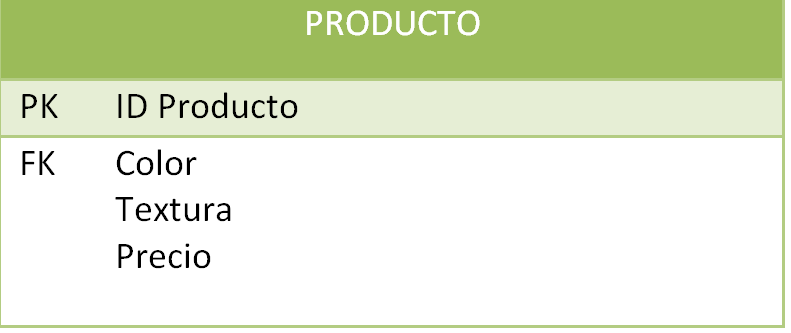 PRODUCTO
PK ID Producto
FK Color
Textura
Precio